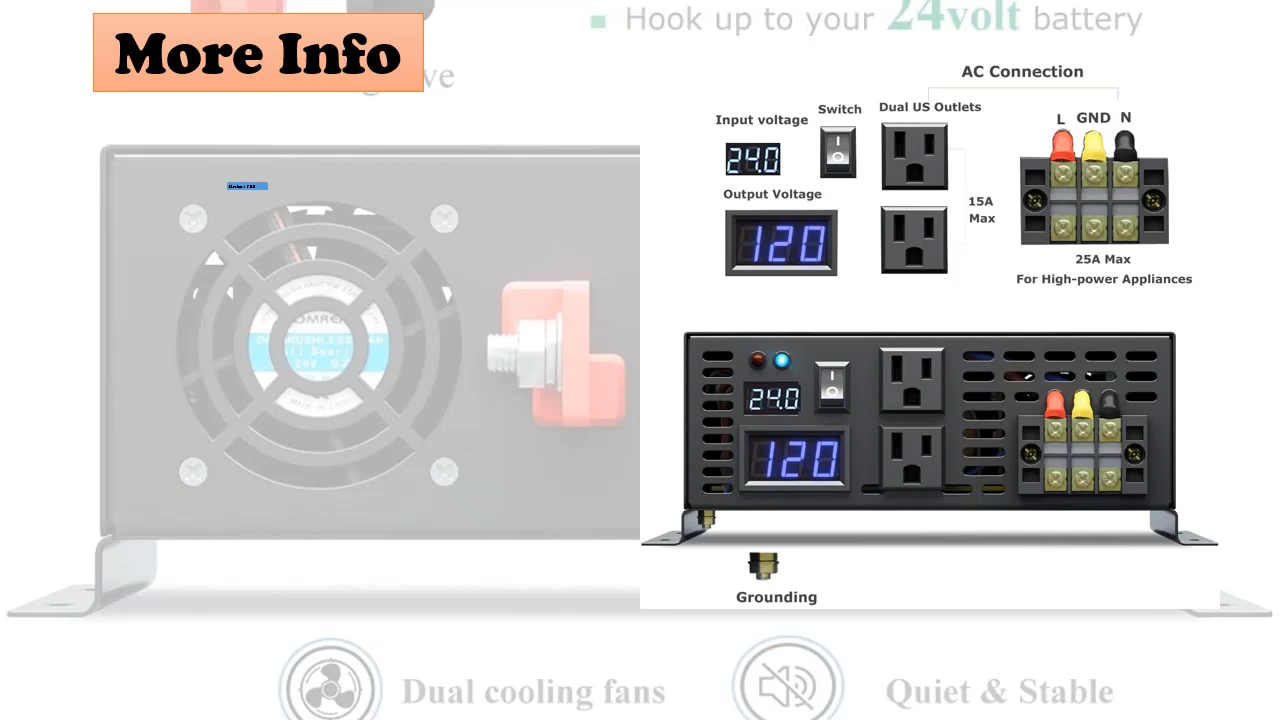 Hook up to your 24volt battery
More Info
AC Connection
Switch
Dual US Outlets
Input voltage
L GND N
24.0
Output Voltage
15A
Max
120
25A Max
For High-power Appliances
24.0
120
Grounding
Dual cooling fans
Quiet & Stable